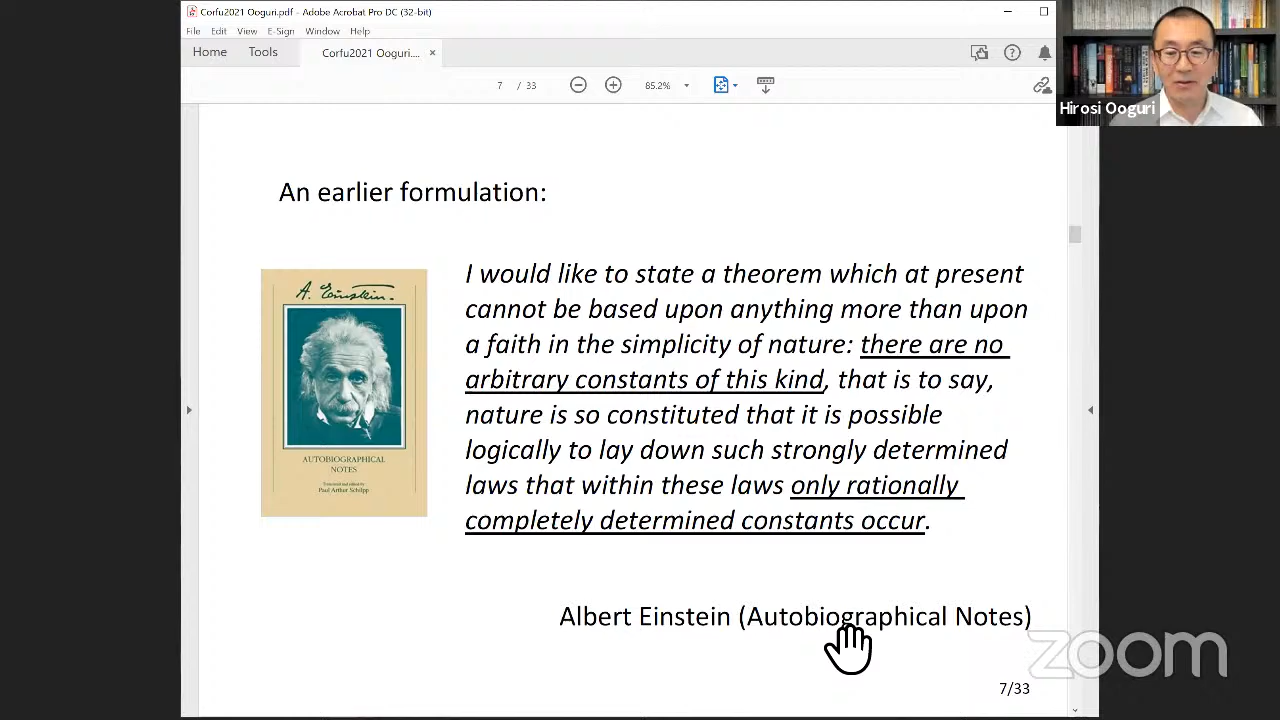 Corfu2021 Ooguri.pdf - Adobe Acrobat Pro DC (32-bit)
File Edit View E-Sign Window Help
Home Tools Corfu2021 Ooguri.... ×
7 / 33 85.2%
Hirosi Ooguri
An earlier formulation:
A. Einstein.
AUTOBIOGRAPHICAL
NOTES
Translated and edited by
Paul Arthur Schilpp
I would like to state a theorem which at present
cannot be based upon anything more than upon
a faith in the simplicity of nature: there are no
arbitrary constants of this kind, that is to say,
nature is so constituted that it is possible
logically to lay down such strongly determined
laws that within these laws only rationally
completely determined constants occur.
Albert Einstein (Autobiographical Notes)
zoom
7/33